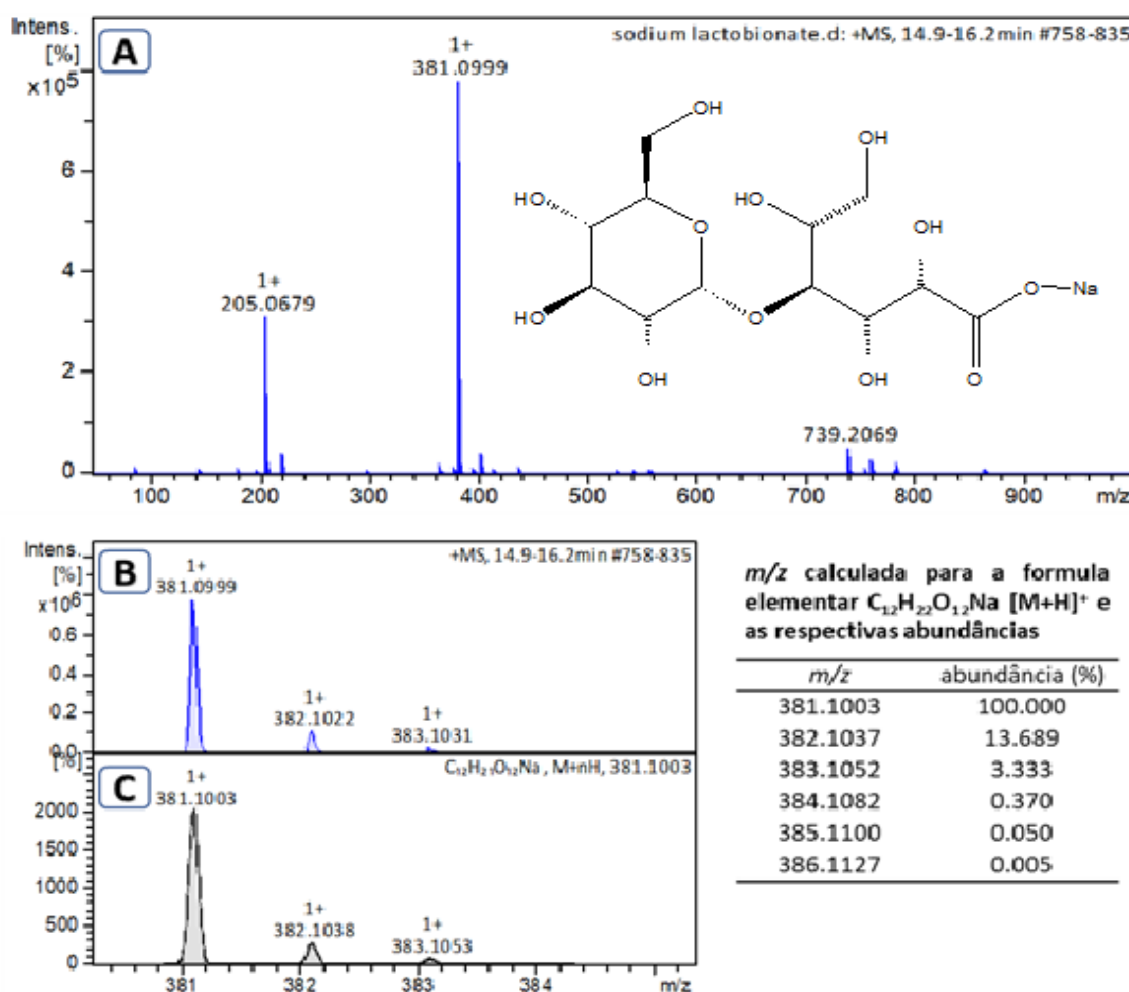 Intens.
[%]
x10⁵
A
sodium lactobionate.d: +MS, 14.9-16.2min #758-835
1+
381.0999
6
1+
205.0679
4
2
739.2069
0
OH
OH
HO
HO
OH
O
O
Na
HO
O
OH
OH
O
100 200 300 400 500 600 700 800 900 m/z
Intens.
[%]
x10⁶
B
+MS, 14.9-16.2min #758-835
1+
381.0999
0.6
0.4
1+
382.1022
1+
383.1031
0.2
0.0
[%]
C
C₁₂H₂₁O₁₂Na, M+nH, 381.1003
1+
381.1003
2000
1500
1000
1+
382.1038
1+
383.1053
500
0
381 382 383 384 m/z
m/z calculada para a formula
elementar C₁₂H₂₂O₁₂Na [M+H]⁺ e
as respectivas abundâncias
m/z abundância (%)
381.1003 100.000
382.1037 13.689
383.1052 3.333
384.1082 0.370
385.1100 0.050
386.1127 0.005